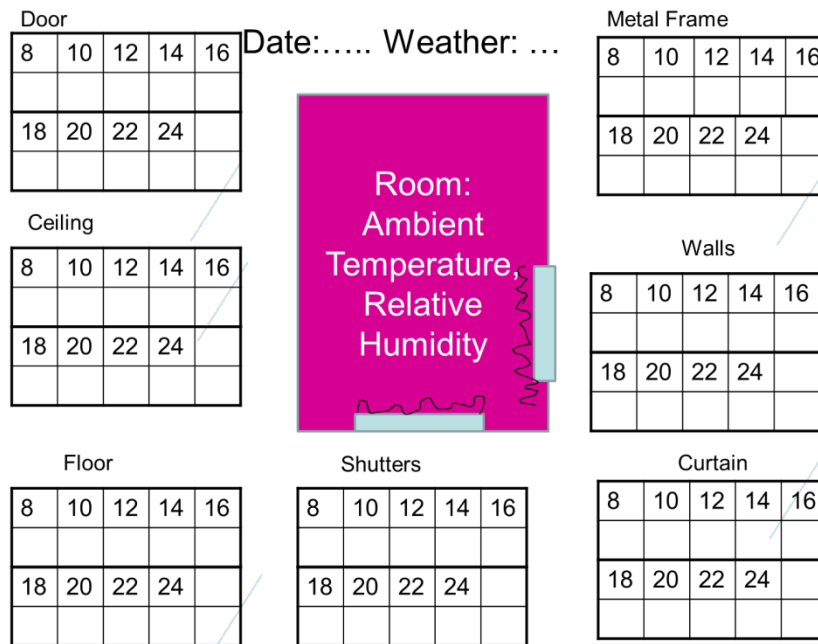 Door
8 10 12 14 16
18 20 22 24
Date:..... Weather: ...
Metal Frame
8 10 12 14 16
18 20 22 24
Ceiling
8 10 12 14 16
18 20 22 24
Room:
Ambient
Temperature,
Relative
Humidity
Walls
8 10 12 14 16
18 20 22 24
Floor
8 10 12 14 16
18 20 22 24
Shutters
8 10 12 14 16
18 20 22 24
Curtain
8 10 12 14 16
18 20 22 24